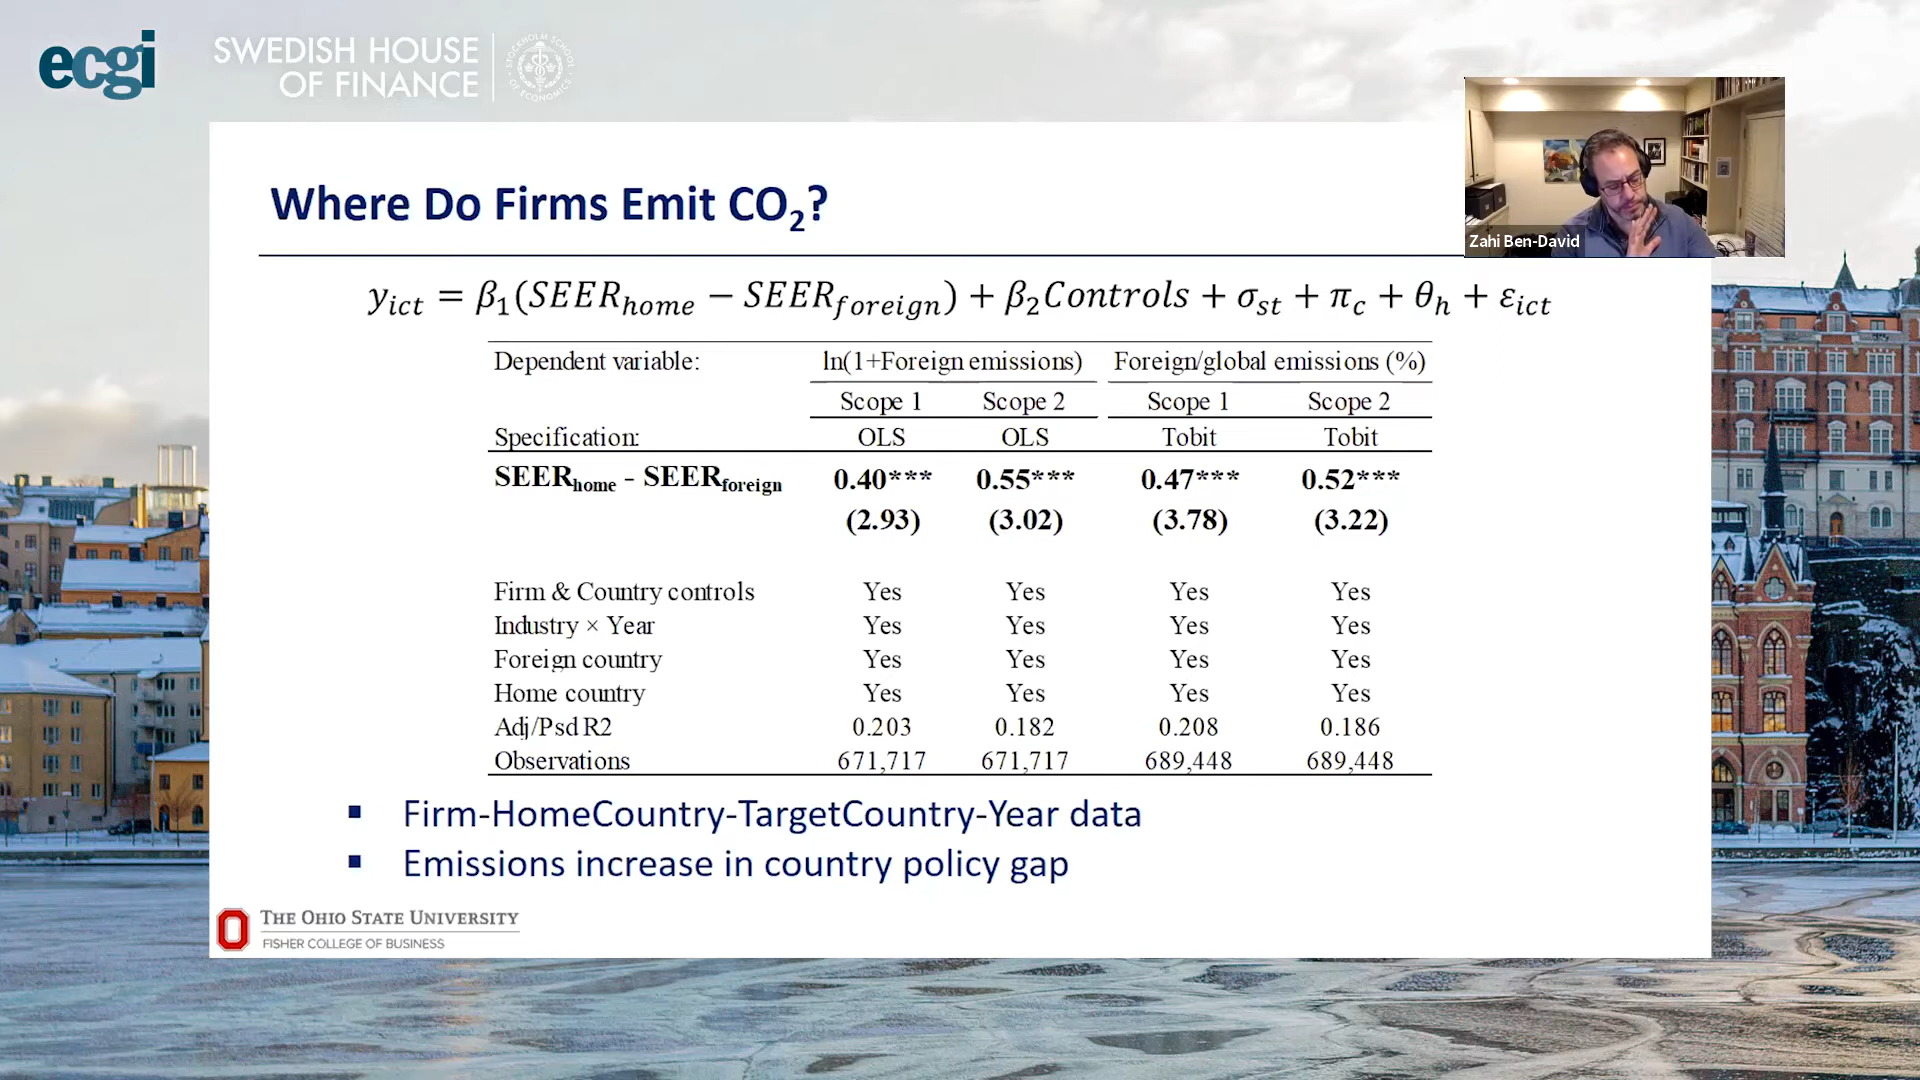 ecgi
SWEDISH HOUSE
OF FINANCE
STOCKHOLM SCHOOL
OF ECONOMICS
Zahi Ben-David
Where Do Firms Emit CO₂?
y_ict = β₁(SEER_home − SEER_foreign) + β₂Controls + σ_st + π_c + θ_h + ε_ict
Dependent variable: ln(1+Foreign emissions) Foreign/global emissions (%)
Scope 1 Scope 2 Scope 1 Scope 2
Specification: OLS OLS Tobit Tobit
SEER_home - SEER_foreign 0.40*** 0.55*** 0.47*** 0.52***
(2.93) (3.02) (3.78) (3.22)
Firm & Country controls Yes Yes Yes Yes
Industry × Year Yes Yes Yes Yes
Foreign country Yes Yes Yes Yes
Home country Yes Yes Yes Yes
Adj/Psd R2 0.203 0.182 0.208 0.186
Observations 671,717 671,717 689,448 689,448
▪ Firm-HomeCountry-TargetCountry-Year data
▪ Emissions increase in country policy gap
THE OHIO STATE UNIVERSITY
FISHER COLLEGE OF BUSINESS